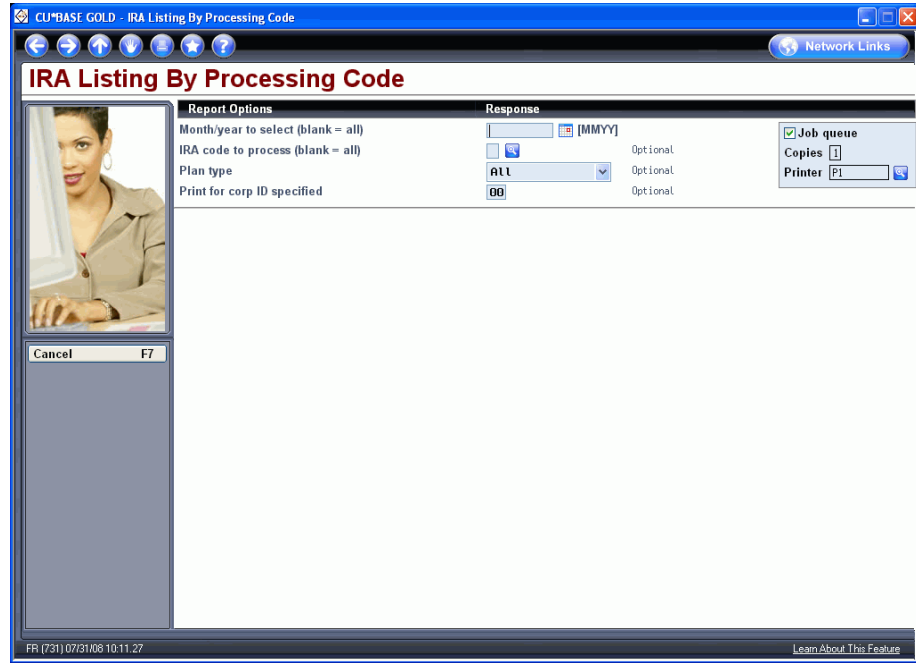 CU*BASE GOLD - IRA Listing By Processing Code
Network Links
IRA Listing By Processing Code
Report Options Response
Month/year to select (blank = all) [MMYY]
IRA code to process (blank = all) Optional
Plan type All Optional
Print for corp ID specified 00 Optional
Job queue
Copies 1
Printer P1
Cancel F7
FR (731) 07/31/08 10:11.27 Learn About This Feature